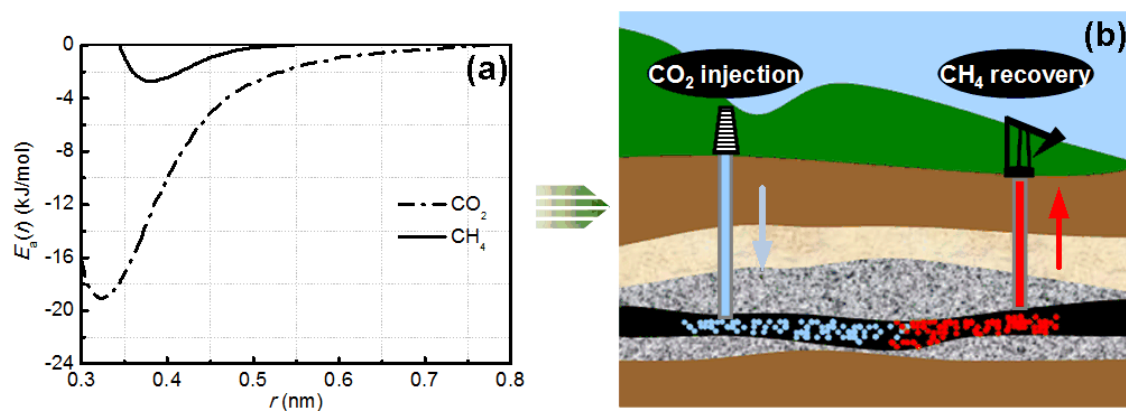 (a)
0
-4
-8
-12
-16
-20
-24
E_a(r) (kJ/mol)
CO₂
CH₄
0.3 0.4 0.5 0.6 0.7 0.8
r (nm)
(b)
CO₂ injection
CH₄ recovery